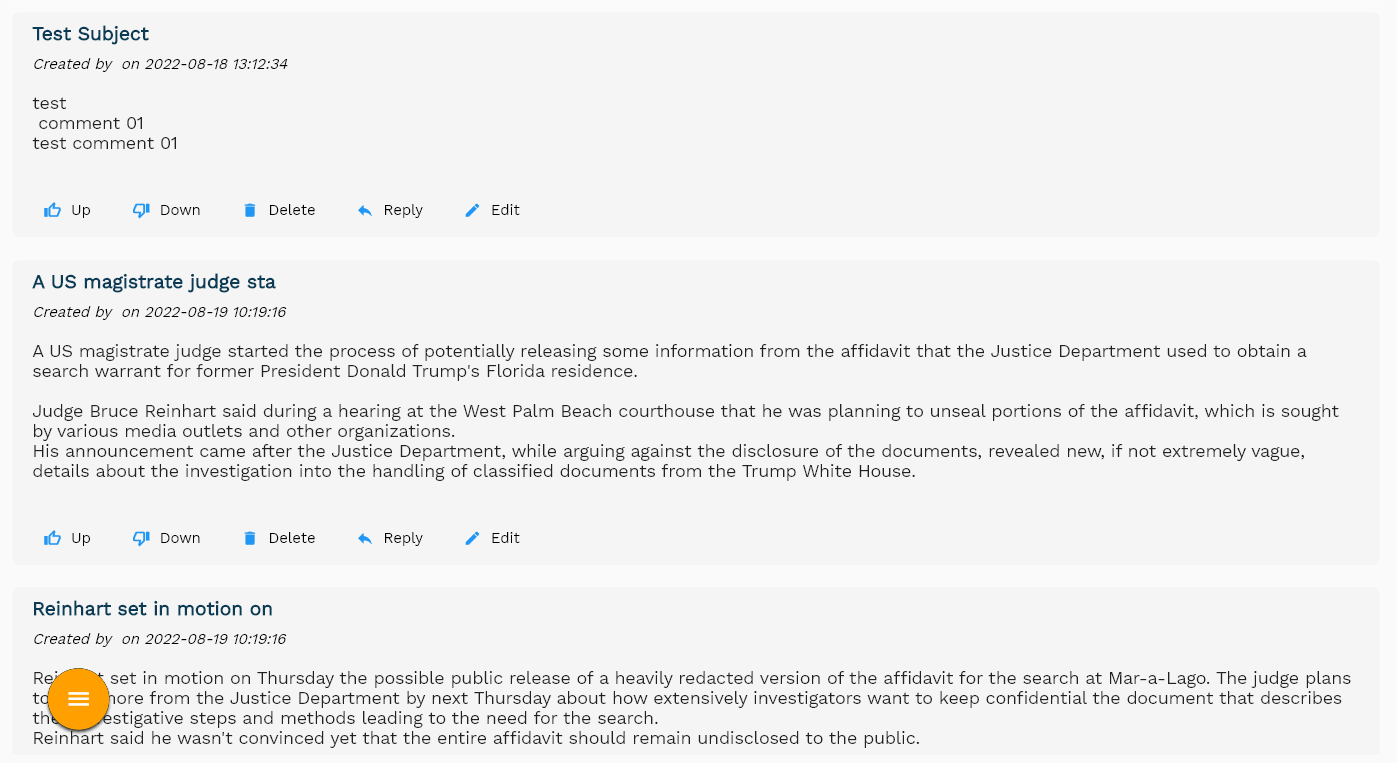 Test Subject
Created by on 2022-08-18 13:12:34
test
comment 01
test comment 01
Up Down Delete Reply Edit
A US magistrate judge sta
Created by on 2022-08-19 10:19:16
A US magistrate judge started the process of potentially releasing some information from the affidavit that the Justice Department used to obtain a
search warrant for former President Donald Trump's Florida residence.
Judge Bruce Reinhart said during a hearing at the West Palm Beach courthouse that he was planning to unseal portions of the affidavit, which is sought
by various media outlets and other organizations.
His announcement came after the Justice Department, while arguing against the disclosure of the documents, revealed new, if not extremely vague,
details about the investigation into the handling of classified documents from the Trump White House.
Up Down Delete Reply Edit
Reinhart set in motion on
Created by on 2022-08-19 10:19:16
set in motion on Thursday the possible public release of a heavily redacted version of the affidavit for the search at Mar-a-Lago. The judge plans
to more from the Justice Department by next Thursday about how extensively investigators want to keep confidential the document that describes
steps and methods leading to the need for the search.
Reinhart said he wasn't convinced yet that the entire affidavit should remain undisclosed to the public.